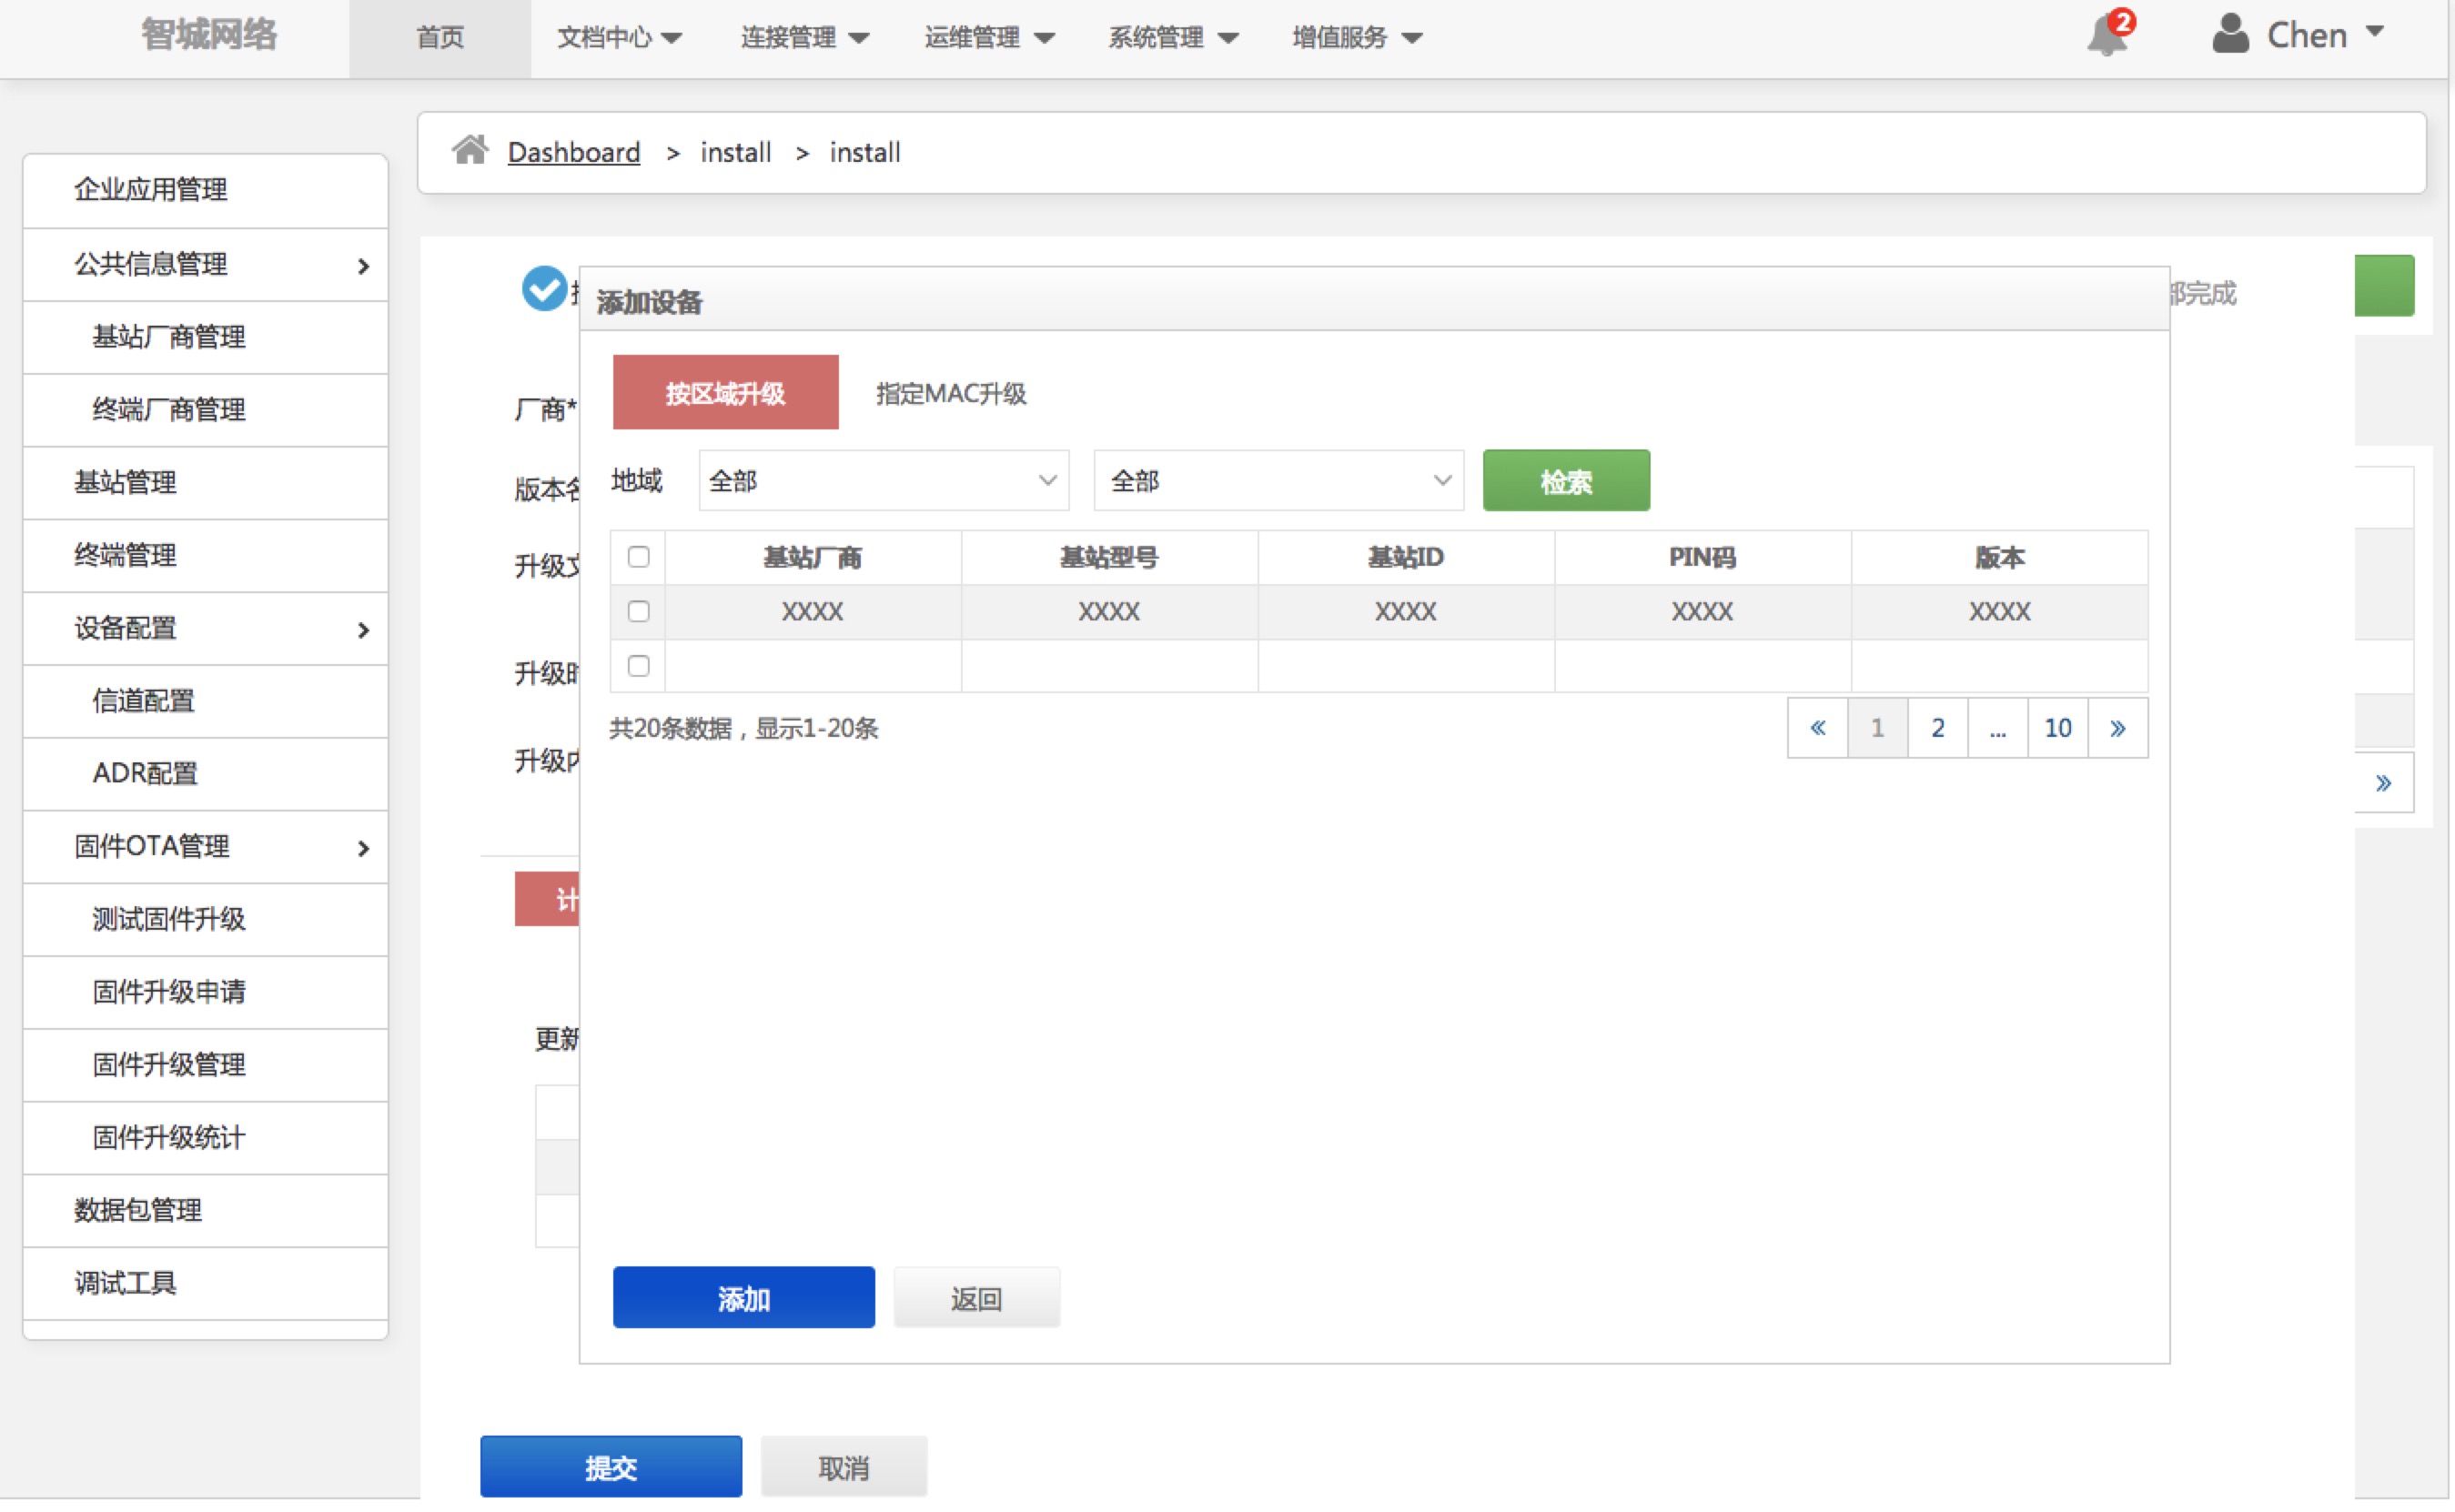 智城网络
首页
文档中心
连接管理
运维管理
系统管理
增值服务
2
Chen
Dashboard > install > install
企业应用管理
公共信息管理
基站厂商管理
终端厂商管理
基站管理
终端管理
设备配置
信道配置
ADR配置
固件OTA管理
测试固件升级
固件升级申请
固件升级管理
固件升级统计
数据包管理
调试工具
部完成
厂商*
版本名
升级文
升级时
升级内
计
更新
添加设备
按区域升级
指定MAC升级
地域
全部
全部
检索
基站厂商 基站型号 基站ID PIN码 版本
XXXX XXXX XXXX XXXX XXXX
共20条数据，显示1-20条
« 1 2 ... 10 »
»
添加
返回
提交
取消